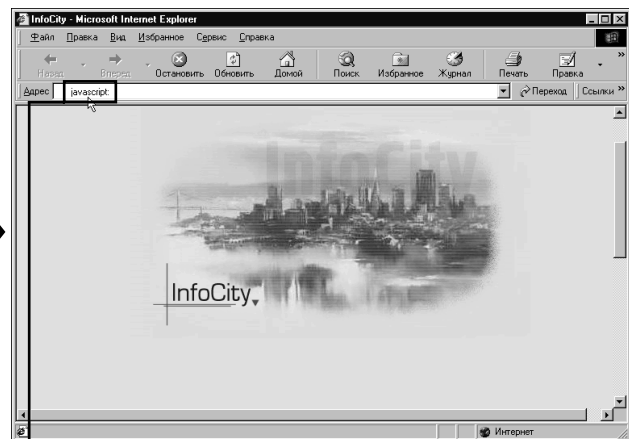 InfoCity - Microsoft Internet Explorer
Файл Правка Вид Избранное Сервис Справка
Назад Вперед Остановить Обновить Домой Поиск Избранное Журнал Печать Правка »
Адрес javascript: Переход Ссылки »
InfoCity
InfoCity
Интернет